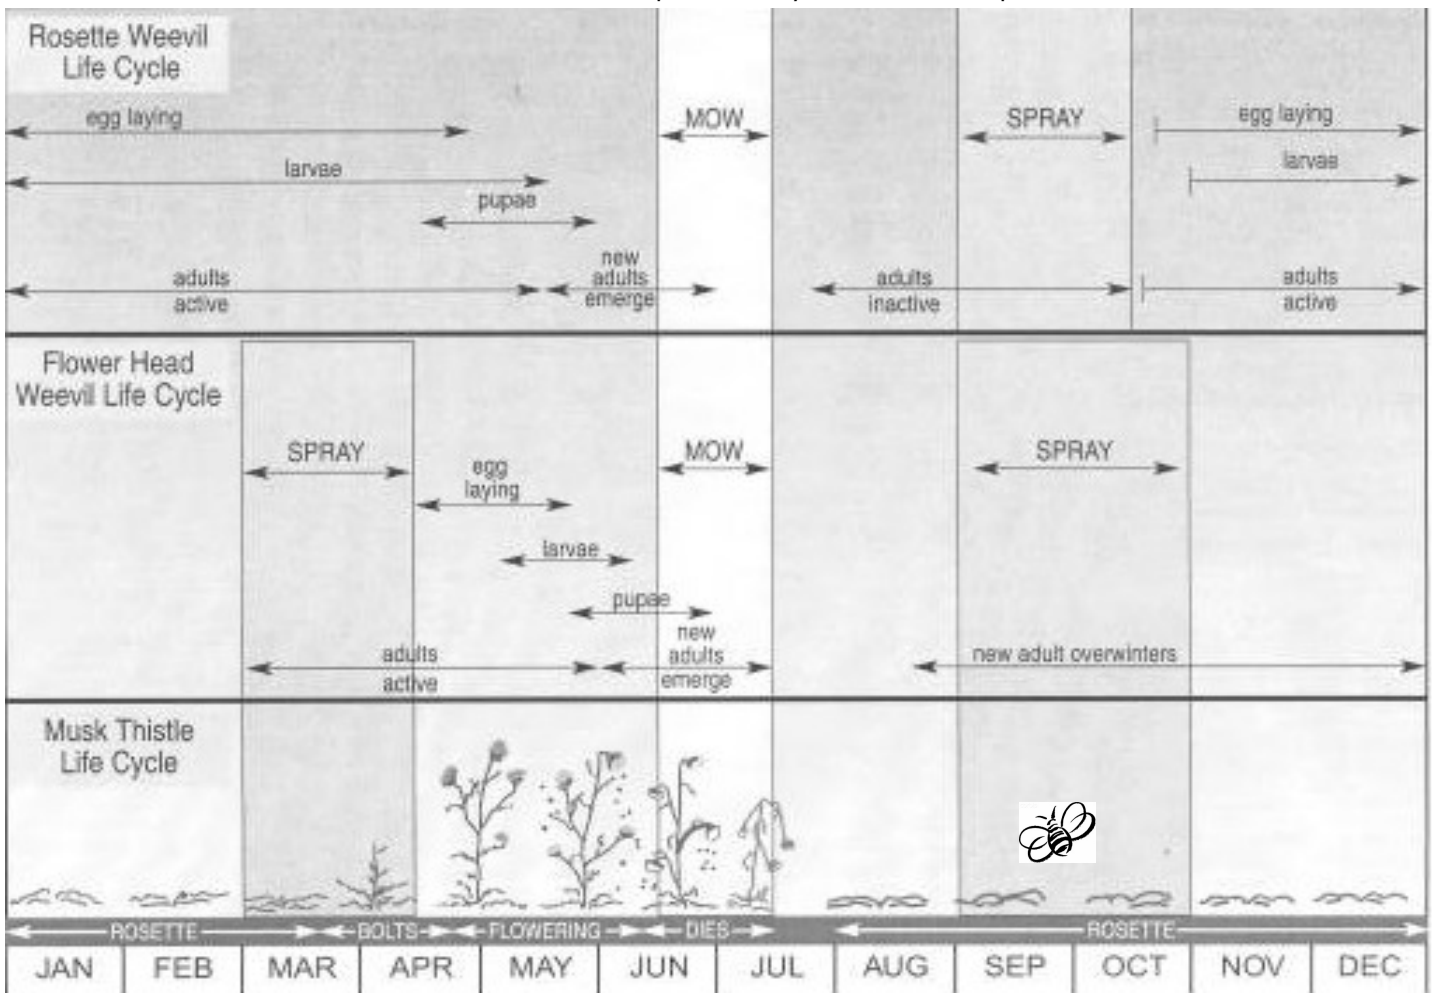 Rosette Weevil
Life Cycle
egg laying
MOW
SPRAY
egg laying
larvae
larvae
pupae
adults
active
new
adults
emerge
adults
inactive
adults
active
Flower Head
Weevil Life Cycle
SPRAY
MOW
SPRAY
egg
laying
larvae
pupae
adults
active
new
adults
emerge
new adult overwinters
Musk Thistle
Life Cycle
ROSETTE BOLTS FLOWERING DIES ROSETTE
JAN FEB MAR APR MAY JUN JUL AUG SEP OCT NOV DEC